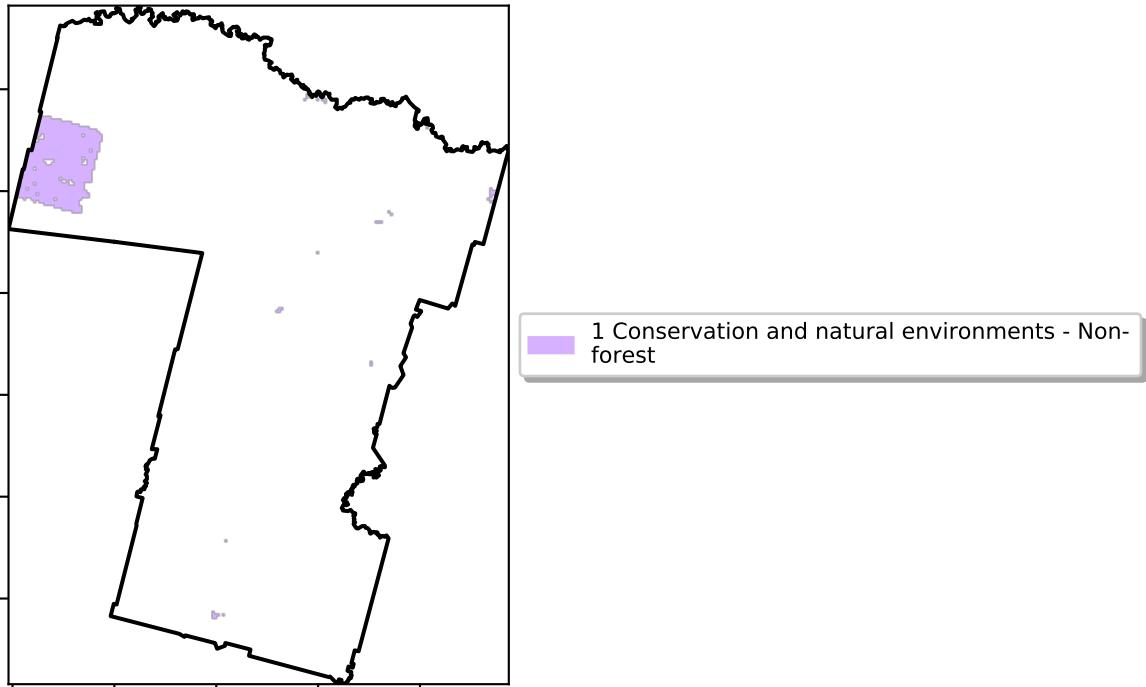 1 Conservation and natural environments - Non-
forest